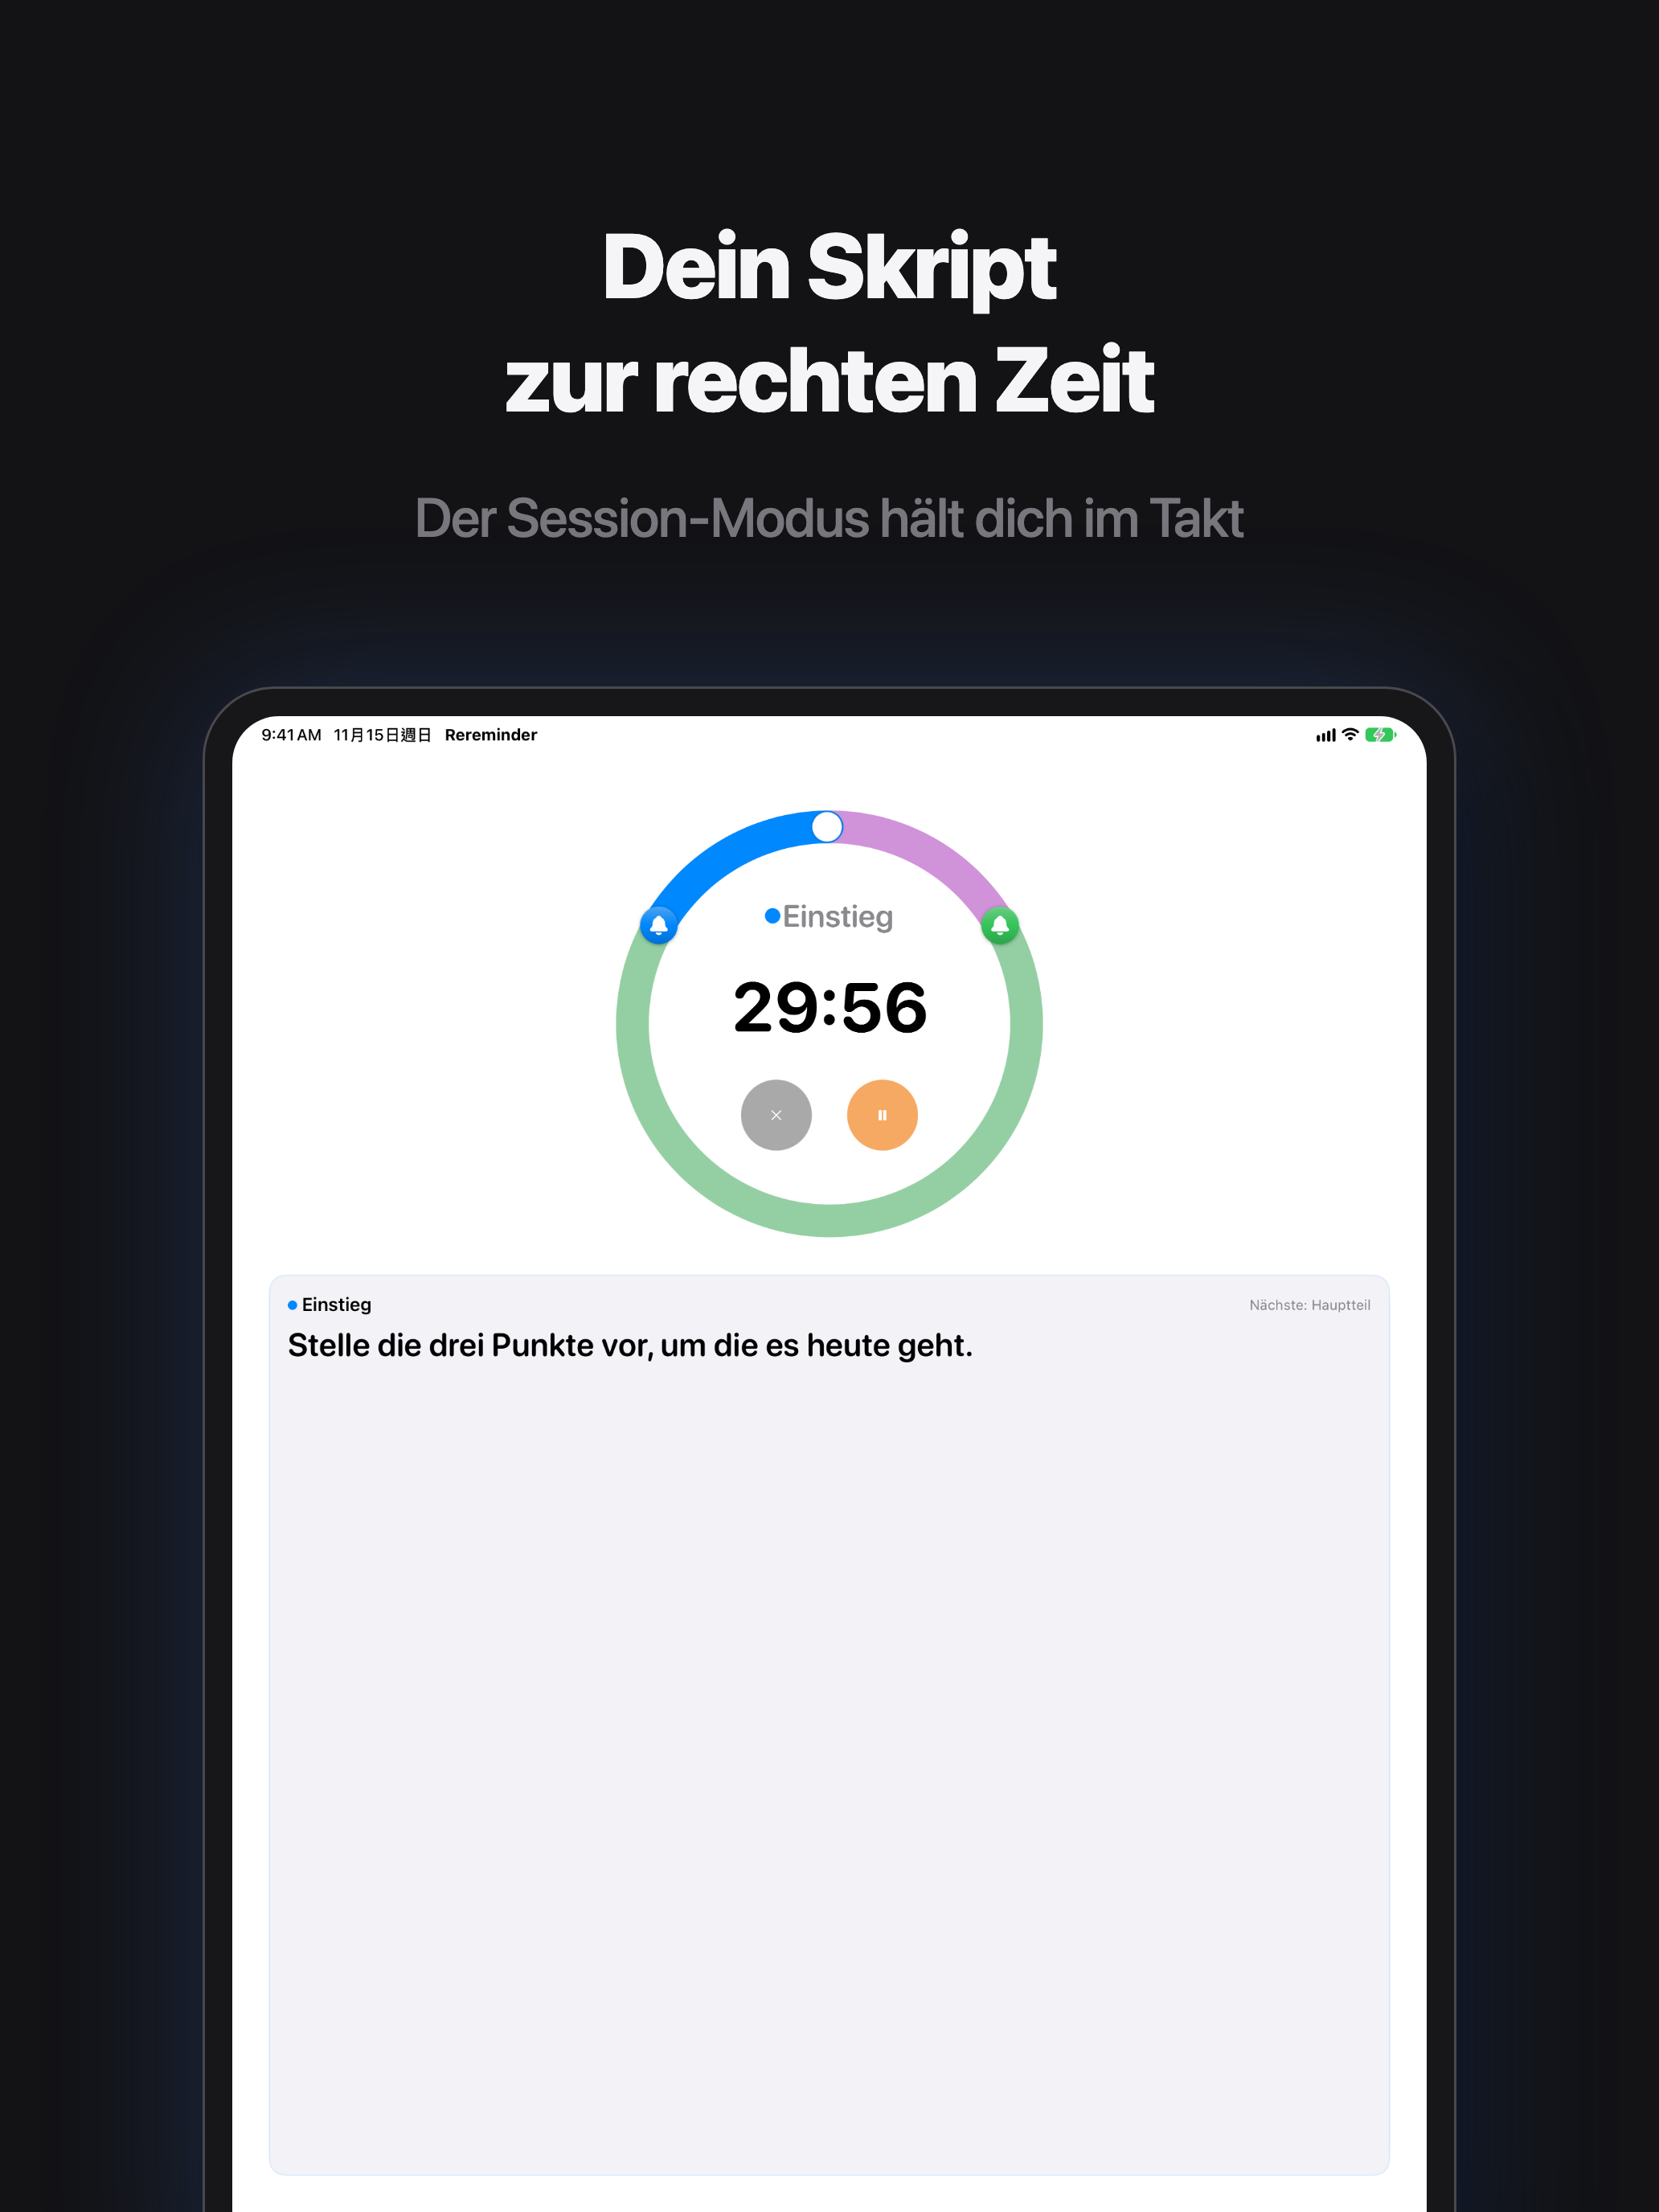 Dein Skript
zur rechten Zeit
Der Session-Modus hält dich im Takt
9:41 AM 11月15日週日 Rereminder
Einstieg
29:56
Einstieg
Nächste: Hauptteil
Stelle die drei Punkte vor, um die es heute geht.